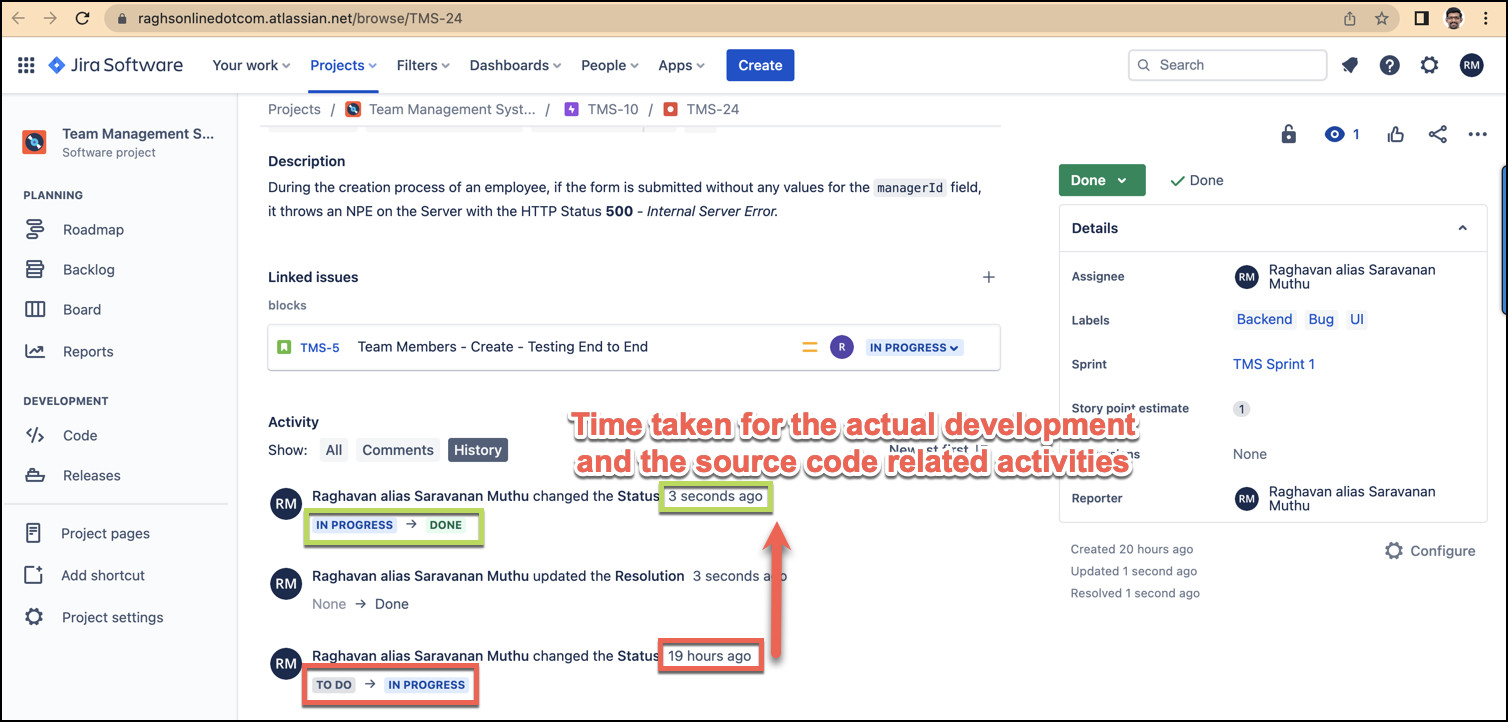 raghsonlinedotcom.atlassian.net/browse/TMS-24
Jira Software Your work Projects Filters Dashboards People Apps Create Search RM
Projects / Team Management Syst... / TMS-10 / TMS-24
Team Management S...
Software project
PLANNING
Roadmap
Backlog
Board
Reports
DEVELOPMENT
Code
Releases
Project pages
Add shortcut
Project settings
Description
During the creation process of an employee, if the form is submitted without any values for the managerId field,
it throws an NPE on the Server with the HTTP Status 500 - Internal Server Error.
Linked issues
blocks
TMS-5 Team Members - Create - Testing End to End R IN PROGRESS
Activity
Show: All Comments History
Time taken for the actual development
and the source code related activities
RM Raghavan alias Saravanan Muthu changed the Status 3 seconds ago
IN PROGRESS → DONE
RM Raghavan alias Saravanan Muthu updated the Resolution 3 seconds ago
None → Done
RM Raghavan alias Saravanan Muthu changed the Status 19 hours ago
TO DO → IN PROGRESS
1
Done Done
Details
Assignee RM Raghavan alias Saravanan
Muthu
Labels Backend Bug UI
Sprint TMS Sprint 1
Story point estimate 1
None
Reporter RM Raghavan alias Saravanan
Muthu
Created 20 hours ago
Updated 1 second ago
Resolved 1 second ago
Configure